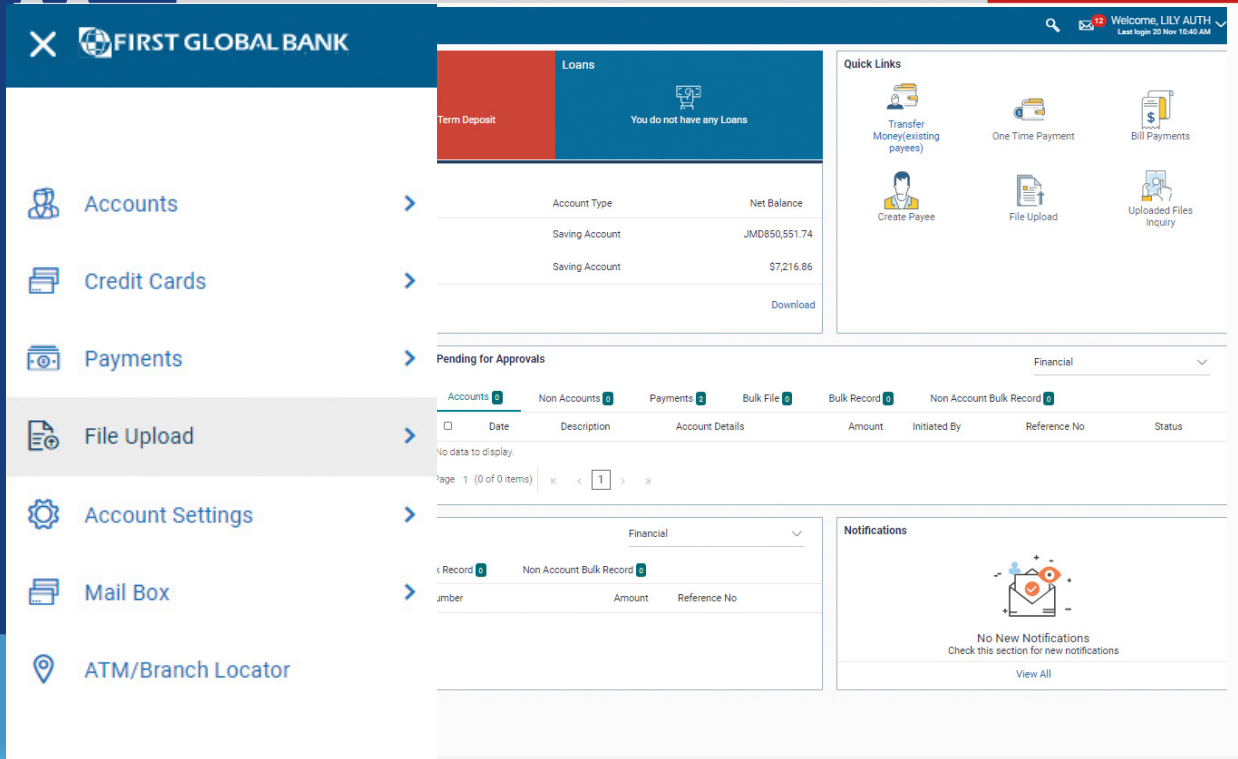 FIRST GLOBAL BANK
Accounts
Credit Cards
Payments
File Upload
Account Settings
Mail Box
ATM/Branch Locator
12
Welcome, LILY AUTH
Last login 20 Nov 10:40 AM
Term Deposit
Loans
You do not have any Loans
Account Type Net Balance
Saving Account JMD850,551.74
Saving Account $7,216.86
Download
Quick Links
Transfer
Money(existing
payees)
One Time Payment
Bill Payments
Create Payee
File Upload
Uploaded Files
Inquiry
Pending for Approvals
Financial
Accounts 0 Non Accounts 0 Payments 2 Bulk File 0 Bulk Record 0 Non Account Bulk Record 0
Date Description Account Details Amount Initiated By Reference No Status
No data to display.
Page 1 (0 of 0 items) 1
Financial
Record 0 Non Account Bulk Record 0
Amount Reference No
Notifications
No New Notifications
Check this section for new notifications
View All